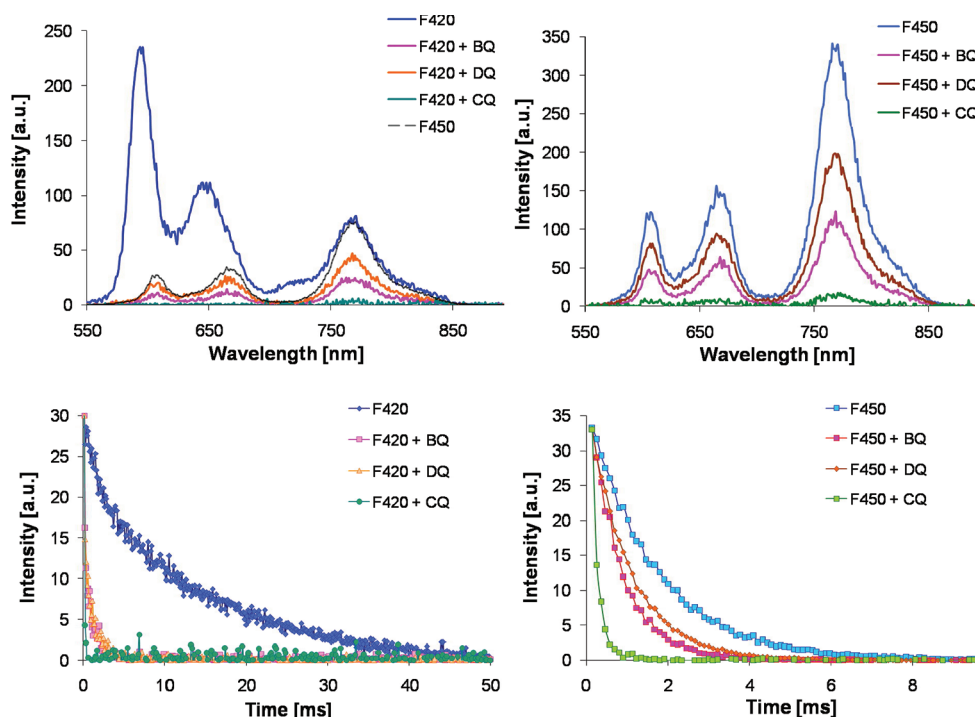 250
200
150
100
50
0
Intensity [a.u.]
550
650
750
850
Wavelength [nm]
F420
F420 + BQ
F420 + DQ
F420 + CQ
F450
350
300
250
200
150
100
50
0
Intensity [a.u.]
550
650
750
850
Wavelength [nm]
F450
F450 + BQ
F450 + DQ
F450 + CQ
30
25
20
15
10
5
0
Intensity [a.u.]
0
10
20
30
40
50
Time [ms]
F420
F420 + BQ
F420 + DQ
F420 + CQ
35
30
25
20
15
10
5
0
Intensity [a.u.]
0
2
4
6
8
Time [ms]
F450
F450 + BQ
F450 + DQ
F450 + CQ